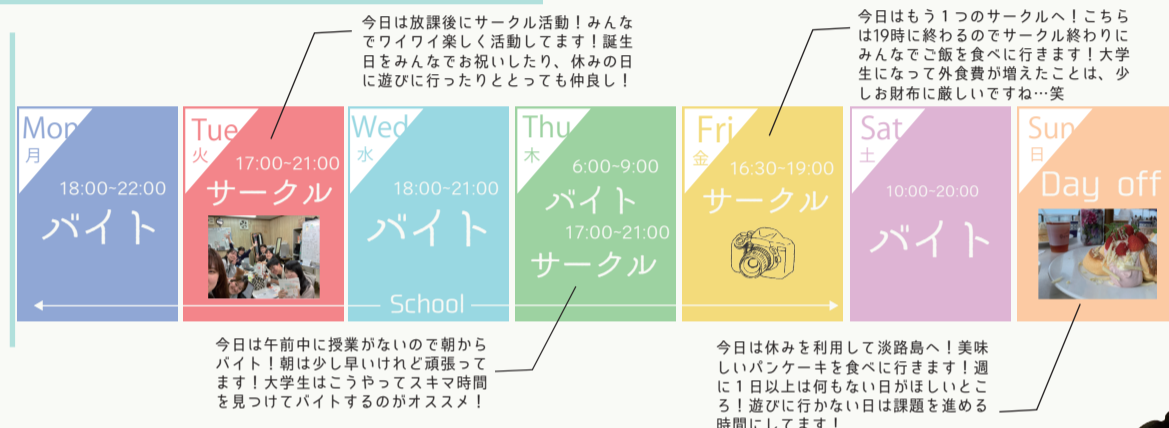 今日は放課後にサークル活動！みんな
でワイワイ楽しく活動してます！誕生
日をみんなでお祝いしたり、休みの日
に遊びに行ったりととっても仲良し！
今日はもう１つのサークルへ！こちら
は19時に終わるのでサークル終わりに
みんなでご飯を食べに行きます！大学
生になって外食費が増えたことは、少
しお財布に厳しいですね…笑
Mon
月
18:00~22:00
バイト
Tue
火
17:00~21:00
サークル
Wed
水
18:00~21:00
バイト
Thu
木
6:00~9:00
バイト
17:00~21:00
サークル
Fri
金
16:30~19:00
サークル
Sat
土
10:00~20:00
バイト
Sun
日
Day off
School
今日は午前中に授業がないので朝から
バイト！朝は少し早いけれど頑張って
ます！大学生はこうやってスキマ時間
を見つけてバイトするのがオススメ！
今日は休みを利用して淡路島へ！美味
しいパンケーキを食べに行きます！週
に１日以上は何もない日がほしいとこ
ろ！遊びに行かない日は課題を進める
時間にしてます！